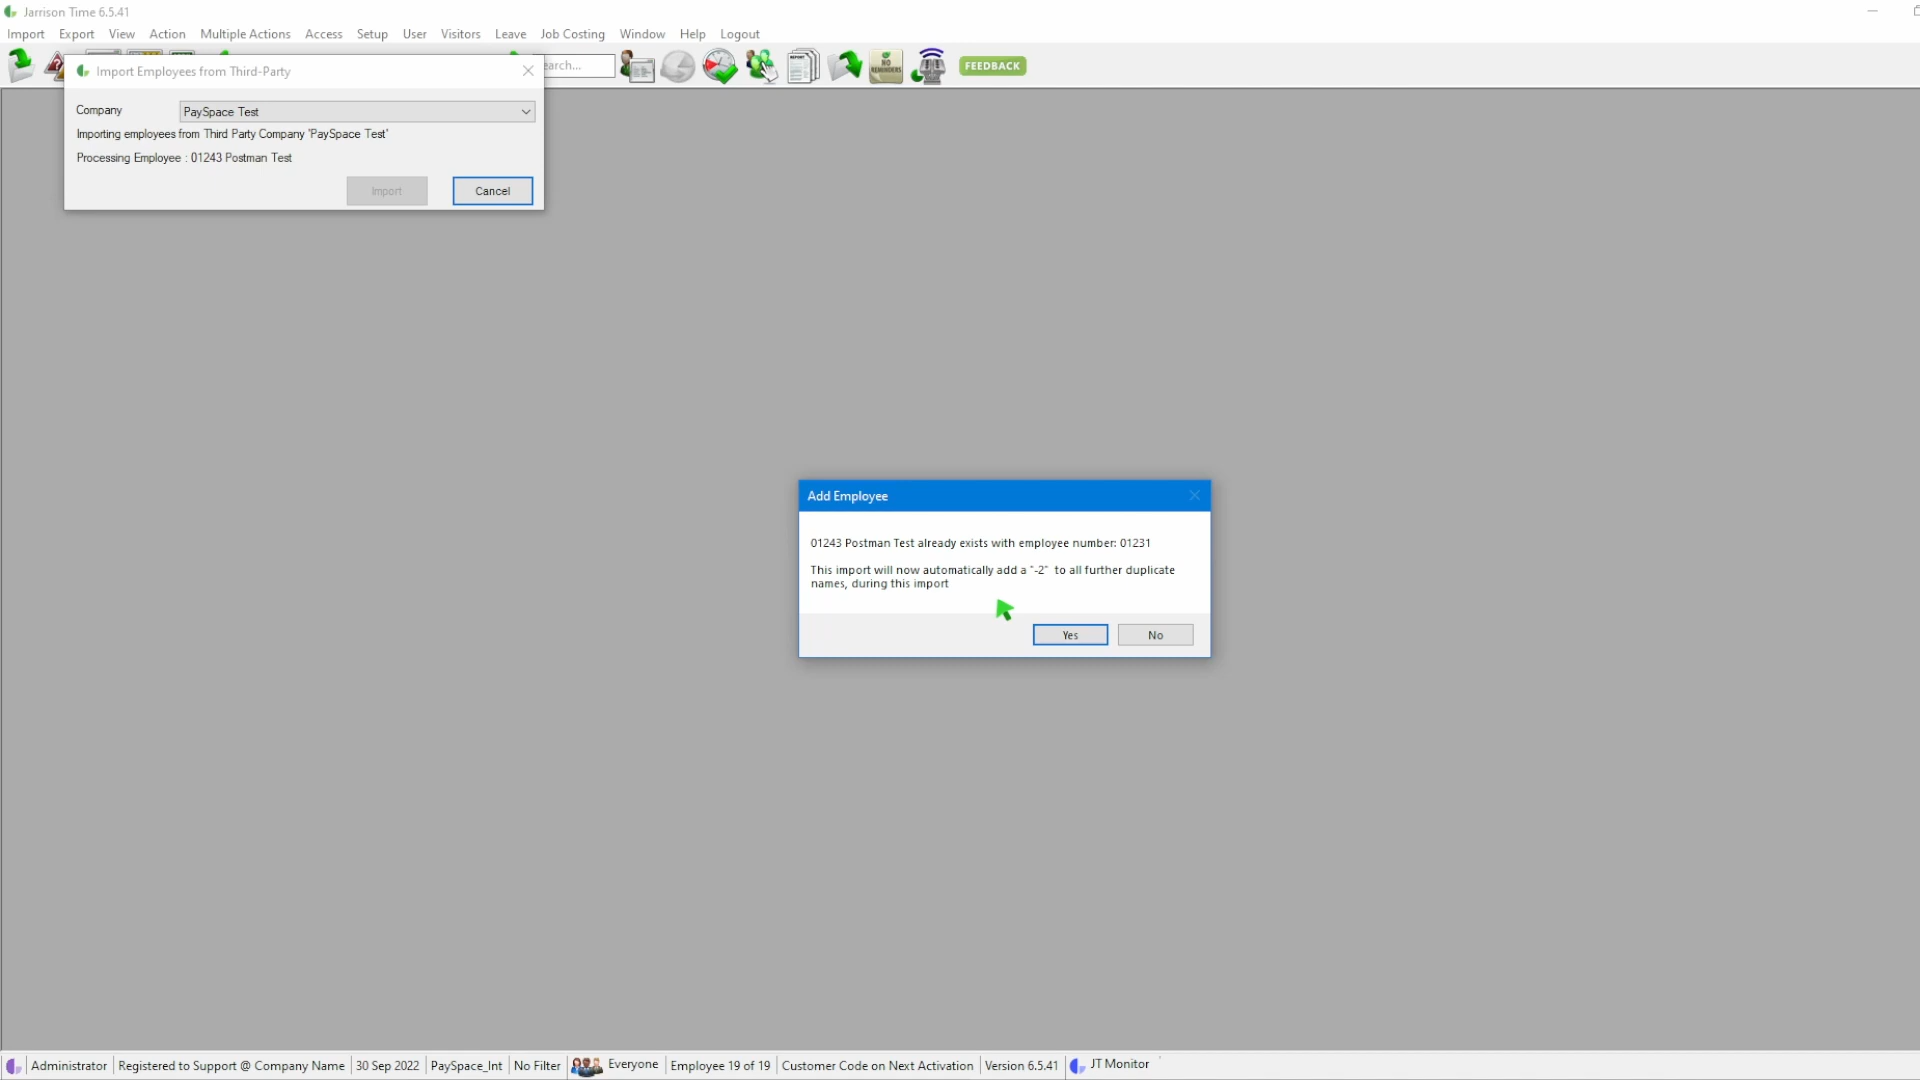 Jarrison Time 6.5.41
Import Export View Action Multiple Actions Access Setup User Visitors Leave Job Costing Window Help Logout
earch...
REPORT
NO
REMINDERS
FEEDBACK
Import Employees from Third-Party
Company PaySpace Test
Importing employees from Third Party Company 'PaySpace Test'
Processing Employee : 01243 Postman Test
Import Cancel
Add Employee
01243 Postman Test already exists with employee number: 01231
This import will now automatically add a "-2" to all further duplicate
names, during this import
Yes No
Administrator Registered to Support @ Company Name 30 Sep 2022 PaySpace_Int No Filter Everyone Employee 19 of 19 Customer Code on Next Activation Version 6.5.41 JT Monitor